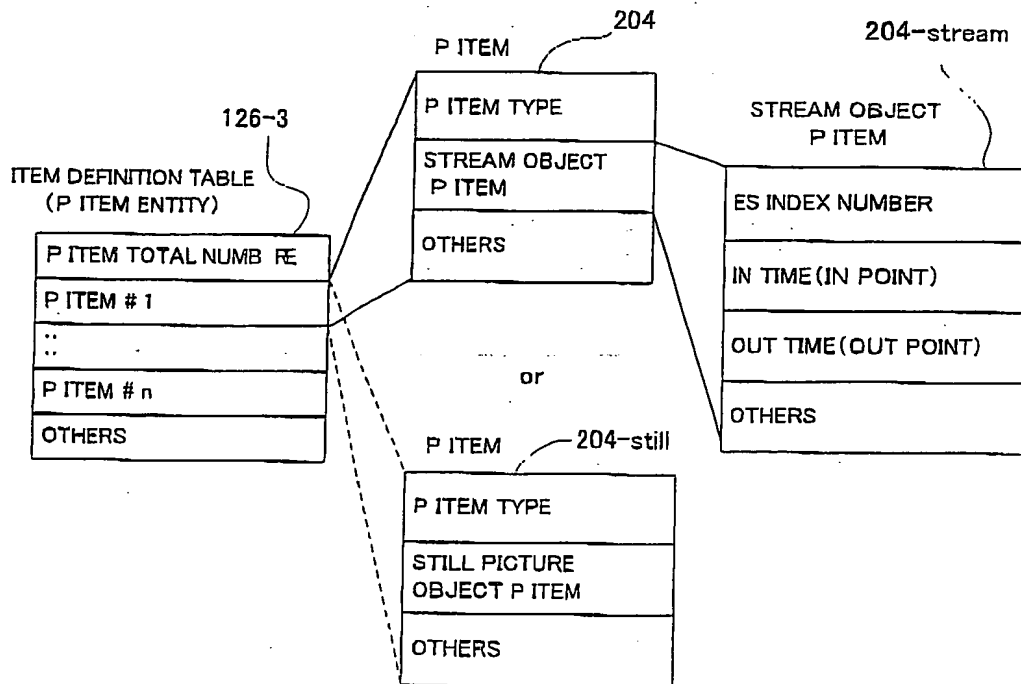 126-3
ITEM DEFINITION TABLE
(P ITEM ENTITY)
P ITEM TOTAL NUMB RE
P ITEM # 1
::
P ITEM # n
OTHERS
204
P ITEM
P ITEM TYPE
STREAM OBJECT
P ITEM
OTHERS
or
204-still
P ITEM
P ITEM TYPE
STILL PICTURE
OBJECT P ITEM
OTHERS
204-stream
STREAM OBJECT
P ITEM
ES INDEX NUMBER
IN TIME(IN POINT)
OUT TIME(OUT POINT)
OTHERS